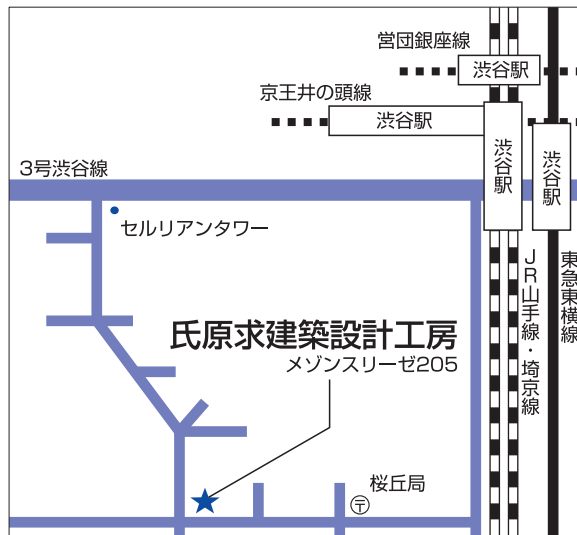 営団銀座線
渋谷駅
京王井の頭線
渋谷駅
渋谷駅
渋谷駅
3号渋谷線
セルリアンタワー
JR山手線・埼京線
東急東横線
氏原求建築設計工房
メゾンスリーゼ205
桜丘局
〒